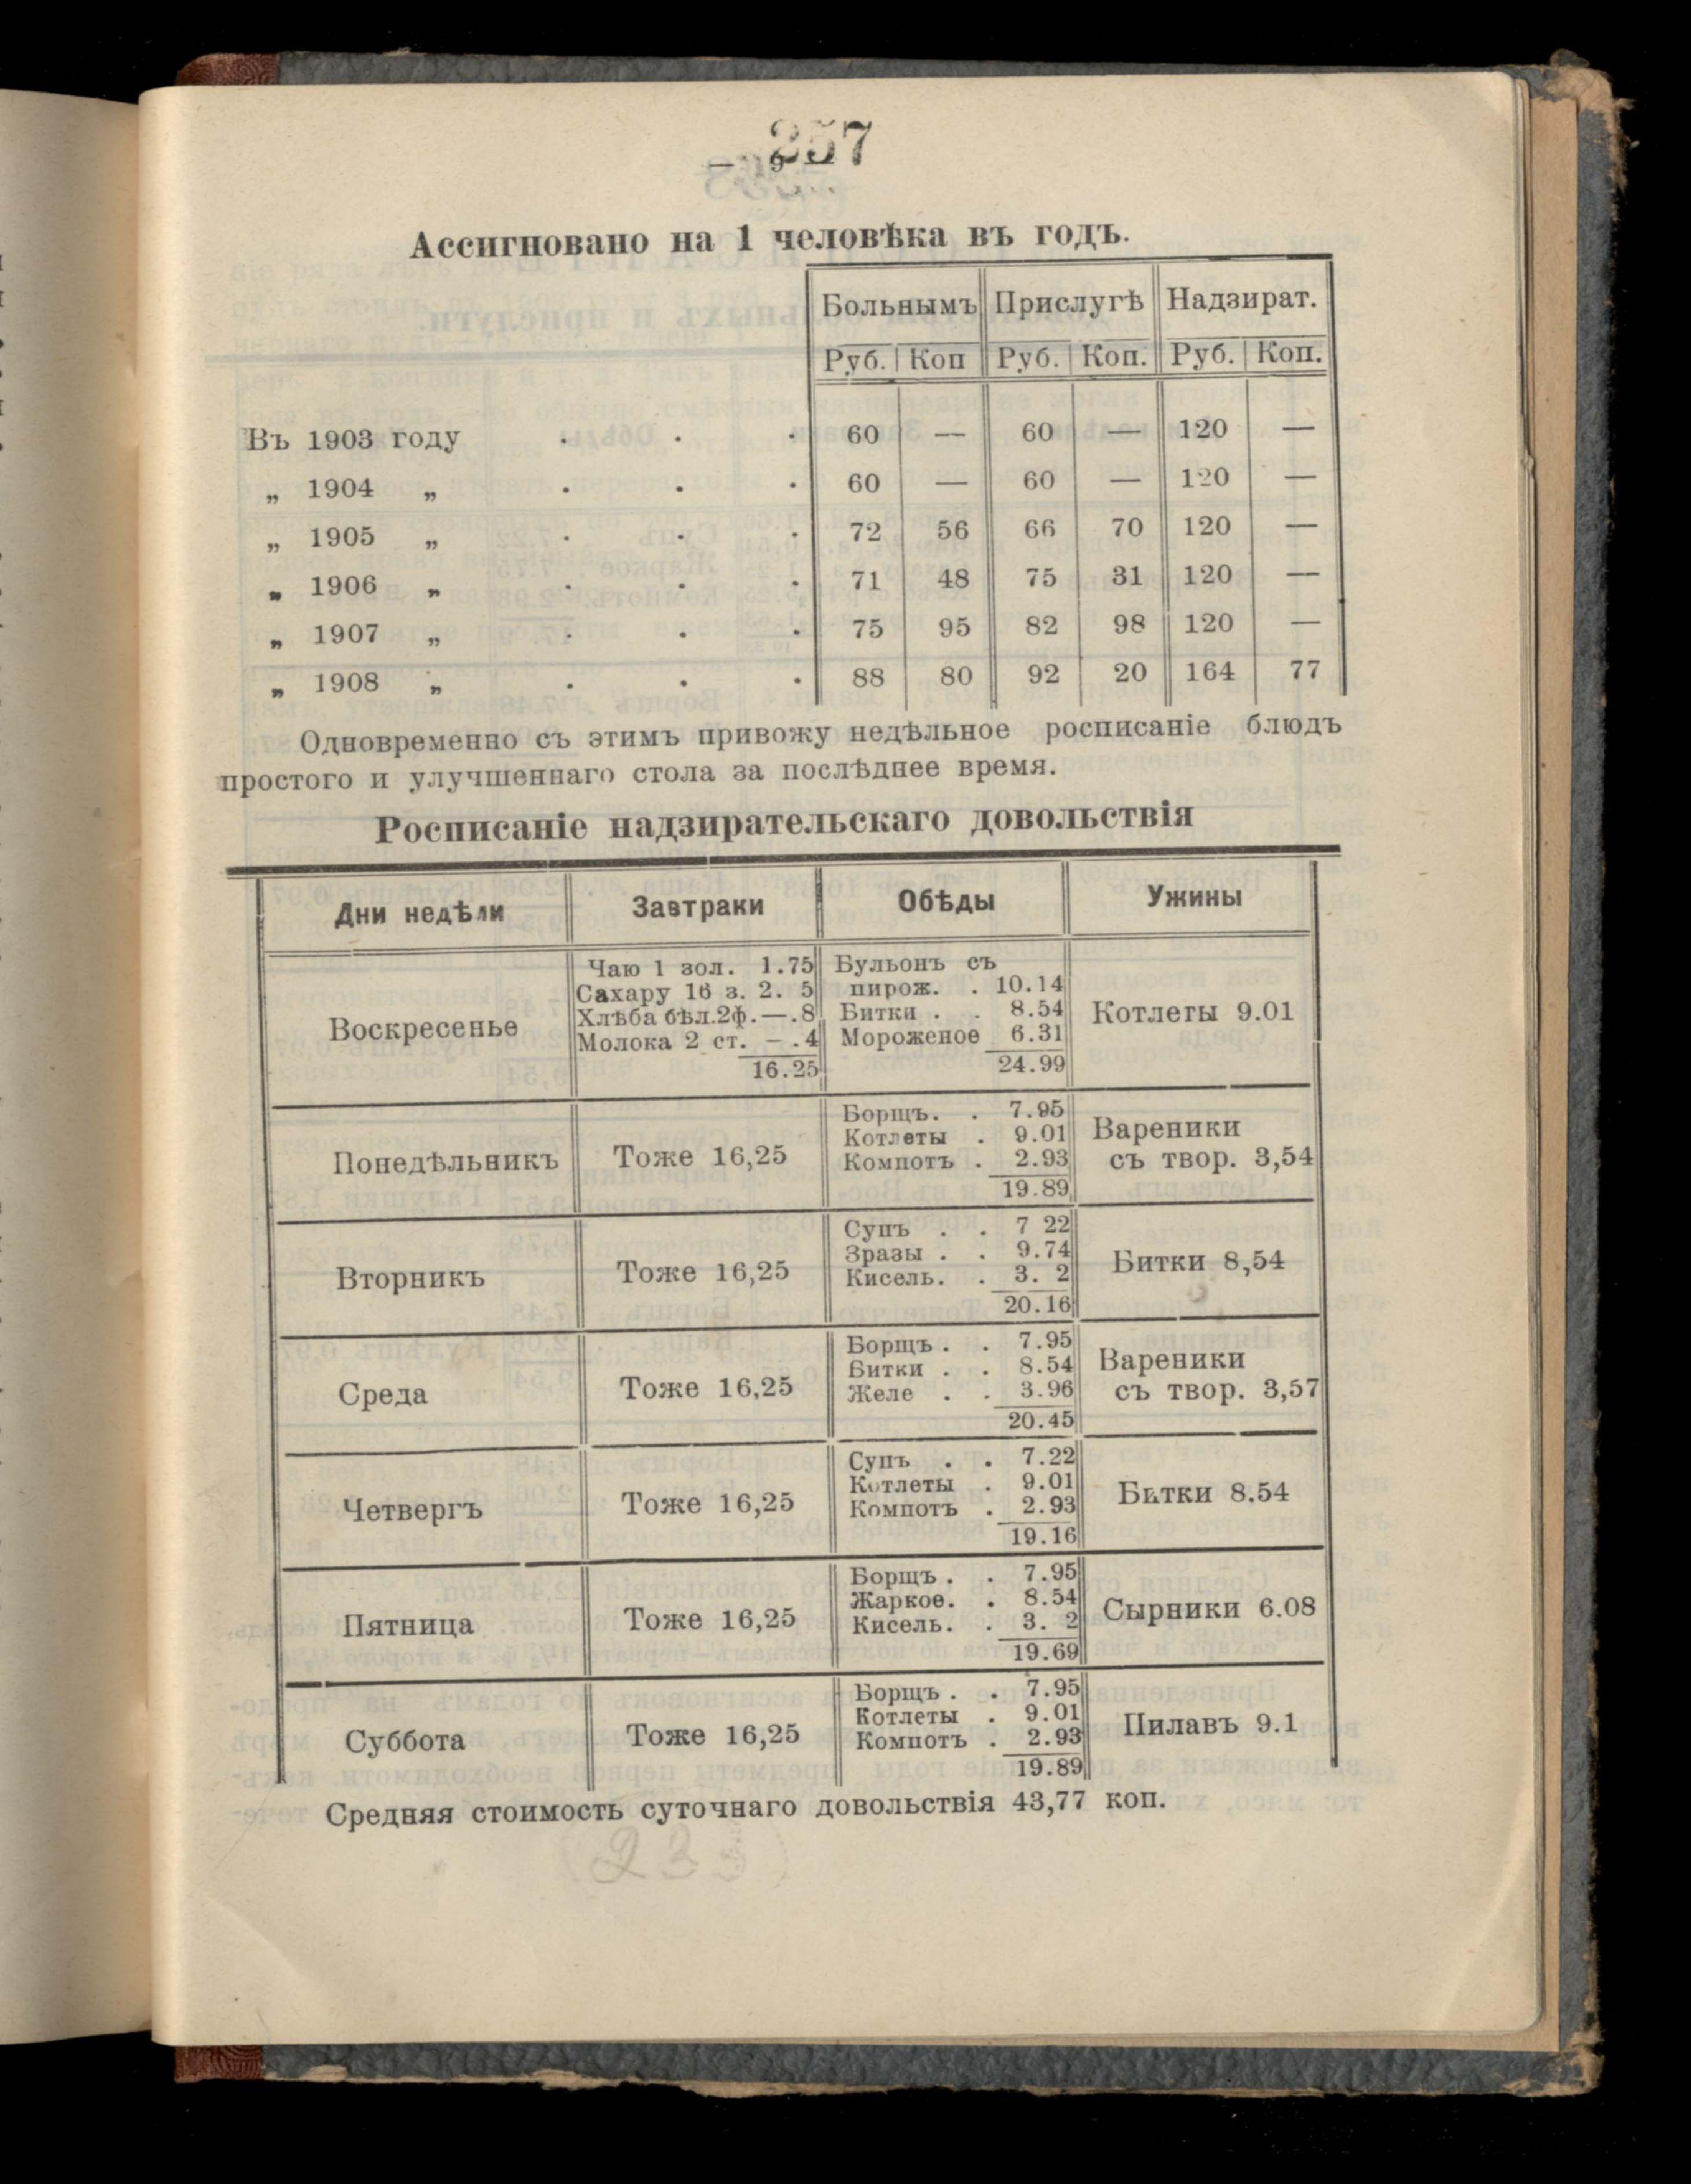 257
— 9 —
Ассигновано на 1 человѣка въ годъ.
Больнымъ Прислугѣ Надзират.
Руб. Коп Руб. Коп. Руб. Коп.
Въ 1903 году . . . 60 — 60 — 120 —
„ 1904 „ . . . 60 — 60 — 120 —
„ 1905 „ . . . 72 56 66 70 120 —
„ 1906 „ . . . 71 48 75 31 120 —
„ 1907 „ . . . 75 95 82 98 120 —
„ 1908 „ . . . 88 80 92 20 164 77
Одновременно съ этимъ привожу недѣльное росписаніе блюдъ
простого и улучшеннаго стола за послѣднее время.
Росписаніе надзирательскаго довольствія
Дни недѣли Завтраки Обѣды Ужины
Воскресенье
Чаю 1 зол. 1.75
Сахару 16 з. 2. 5
Хлѣба бѣл.2ф.—.8
Молока 2 ст. —.4
16.25
Бульонъ съ
пирож. . 10.14
Битки . . 8.54
Мороженое 6.31
24.99
Котлеты 9.01
Понедѣльникъ
Тоже 16,25
Борщъ. . 7.95
Котлеты . 9.01
Компотъ . 2.93
19.89
Вареники
съ твор. 3,54
Вторникъ
Тоже 16,25
Супъ . . 7 22
Зразы . . 9.74
Кисель. . 3. 2
20.16
Битки 8,54
Среда
Тоже 16,25
Борщъ . . 7.95
Битки . . 8.54
Желе . . 3.96
20.45
Вареники
съ твор. 3,57
Четвергъ
Тоже 16,25
Супъ . . 7.22
Котлеты . 9.01
Компотъ . 2.93
19.16
Битки 8.54
Пятница
Тоже 16,25
Борщъ . . 7.95
Жаркое. . 8.54
Кисель. . 3. 2
19.69
Сырники 6.08
Суббота
Тоже 16,25
Борщъ . . 7.95
Котлеты . 9.01
Компотъ . 2.93
19.89
Пилавъ 9.1
Средняя стоимость суточнаго довольствія 43,77 коп.
(233)